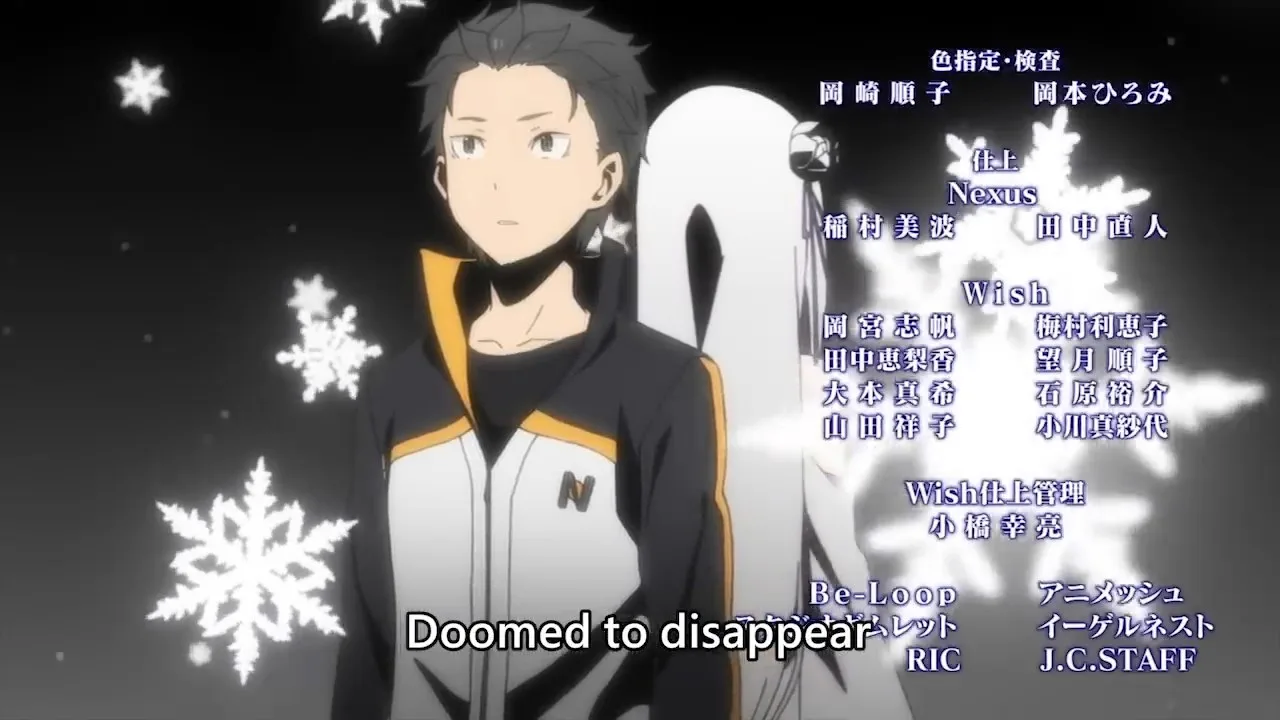 色指定・検査
岡崎順子 岡本ひろみ
仕上
Nexus
稲村美波 田中直人
Wish
岡宮志帆 梅村利恵子
田中恵梨香 望月順子
大本真希 石原裕介
山田祥子 小川真紗代
Wish仕上管理
小橋幸亮
Be-Loop アニメッシュ
ムレット イーゲルネスト
Doomed to disappear
RIC J.C.STAFF
N